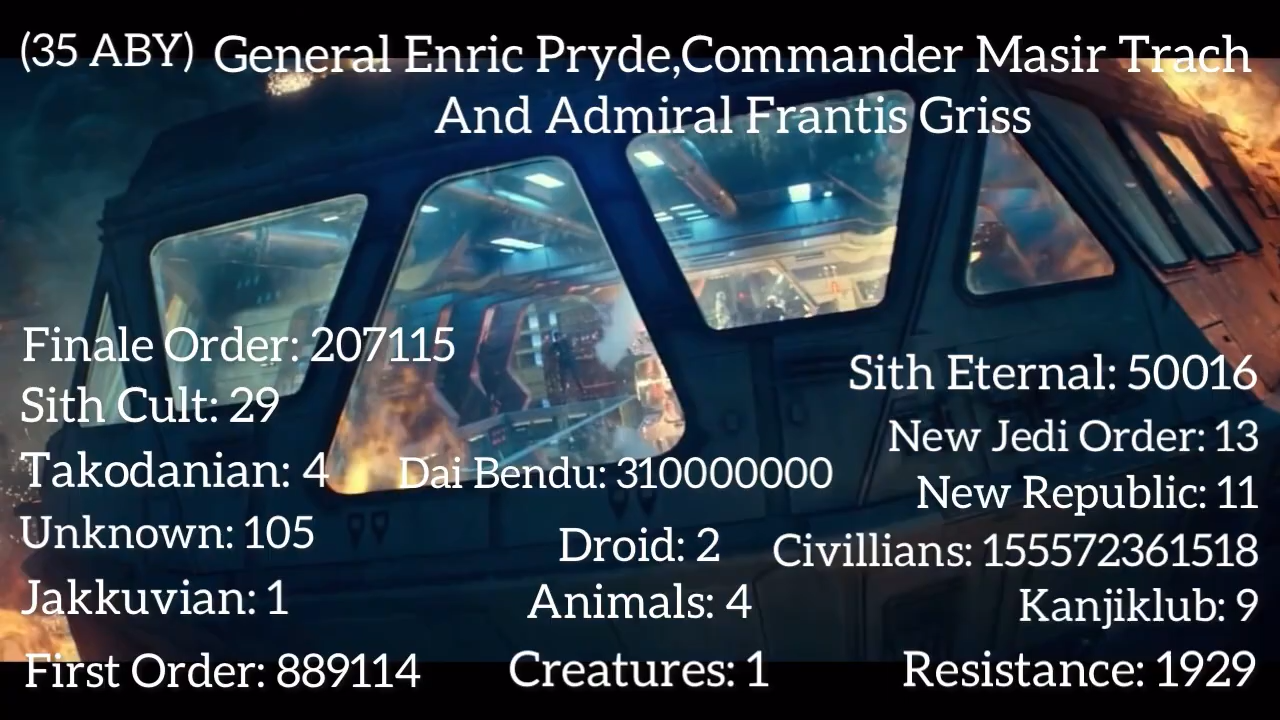 (35 ABY) General Enric Pryde,Commander Masir Trach
And Admiral Frantis Griss
Finale Order: 207115
Sith Eternal: 50016
Sith Cult: 29
New Jedi Order: 13
Takodanian: 4
Dai Bendu: 310000000
New Republic: 11
Unknown: 105
Droid: 2
Civillians: 155572361518
Jakkuvian: 1
Animals: 4
Kanjiklub: 9
First Order: 889114
Creatures: 1
Resistance: 1929